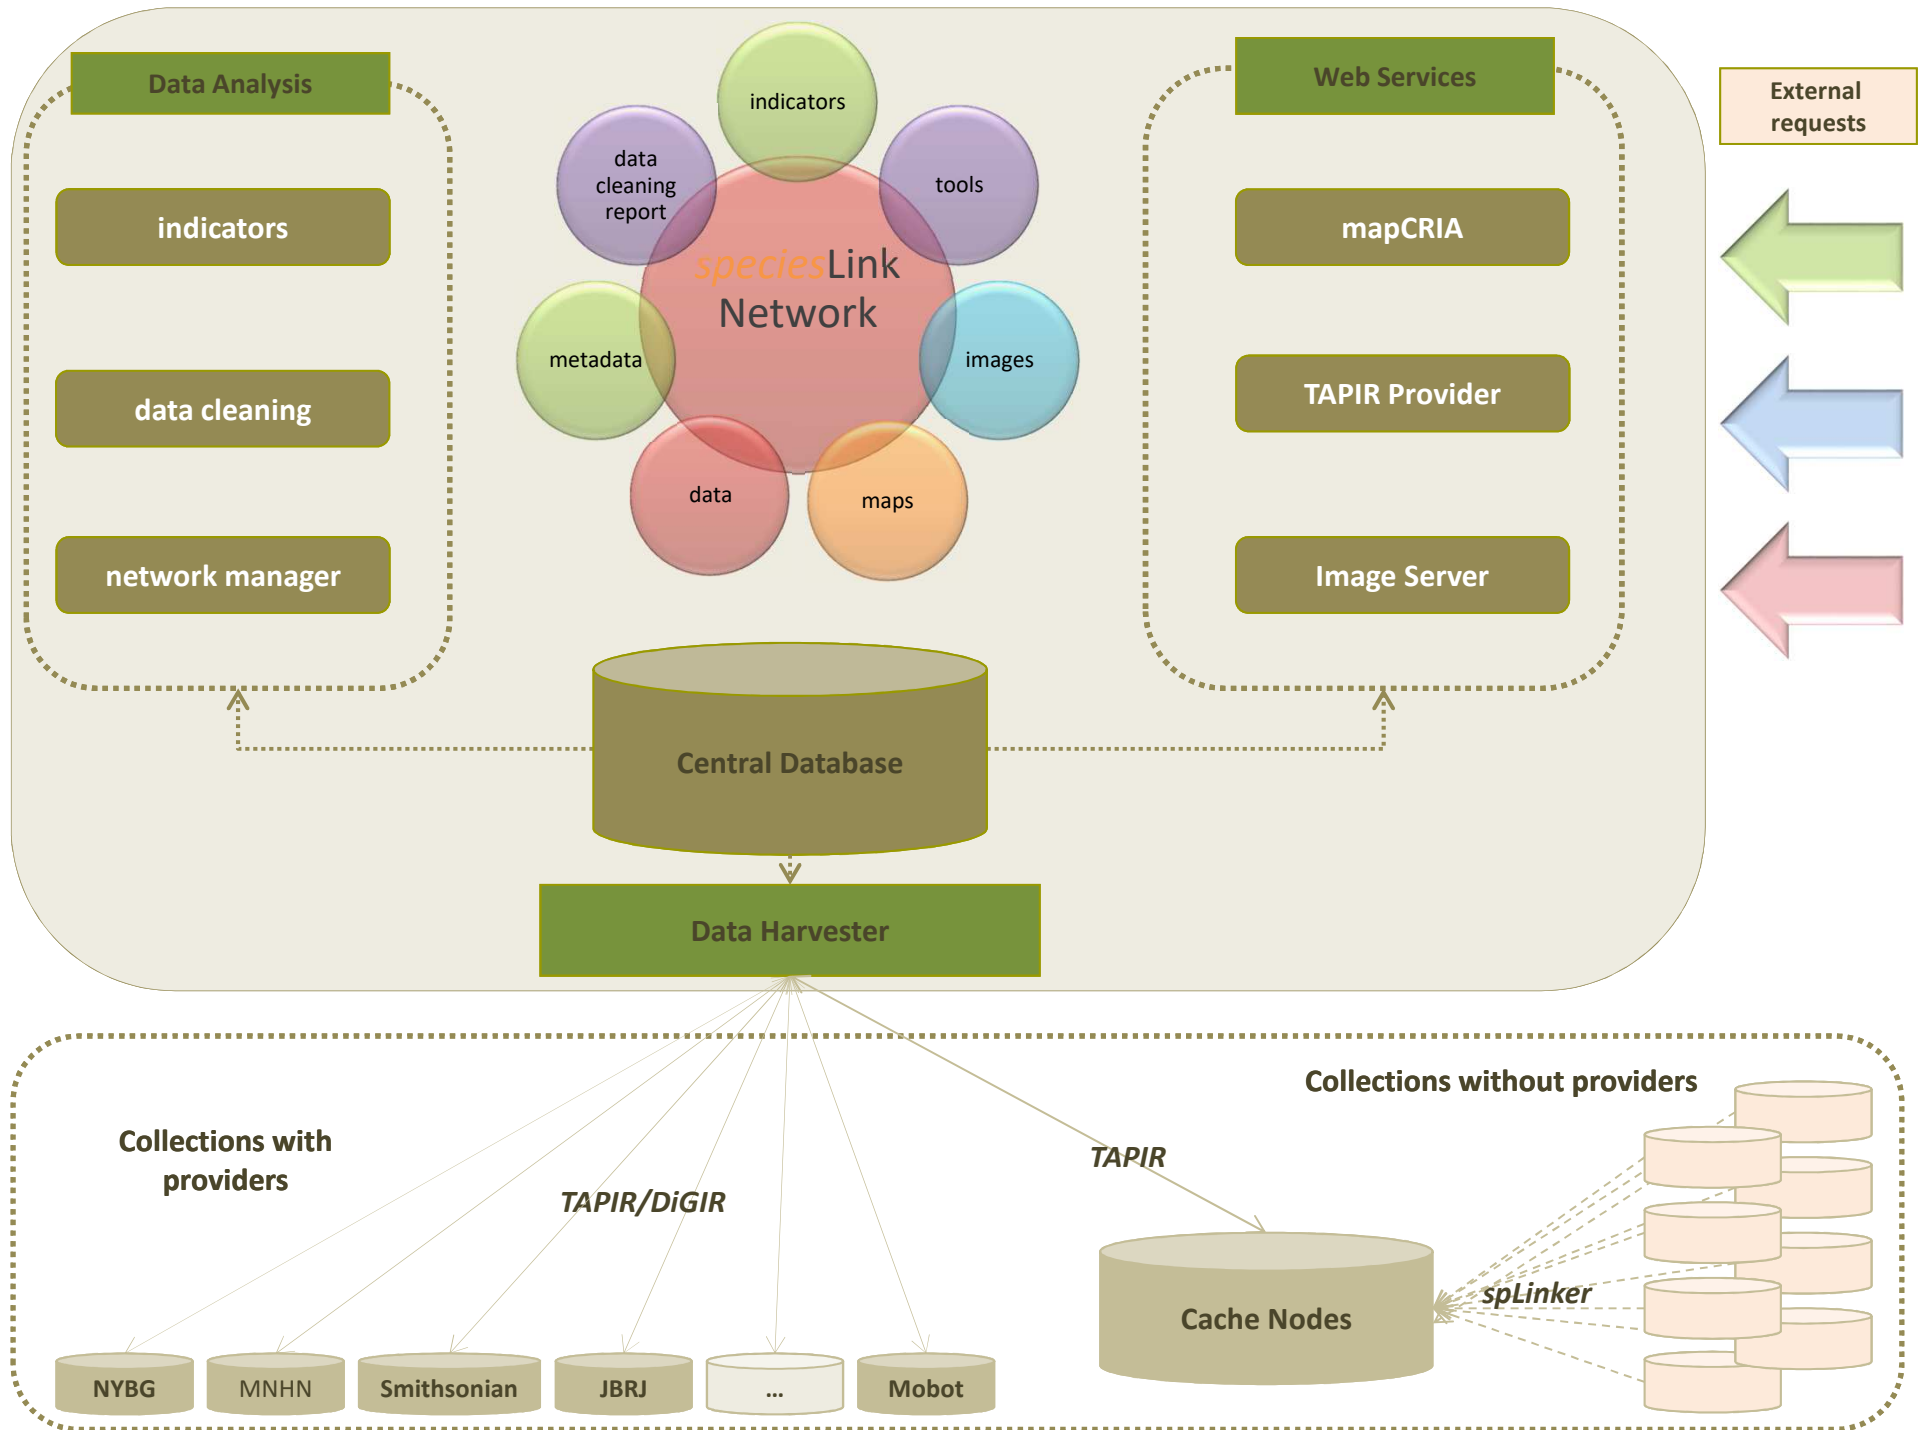 Data Analysis
indicators
data cleaning
network manager
indicators
data
cleaning
report
tools
speciesLink
Network
metadata
images
data
maps
Web Services
mapCRIA
TAPIR Provider
Image Server
External
requests
Central Database
Data Harvester
Collections with
providers
TAPIR/DiGIR
TAPIR
Collections without providers
spLinker
Cache Nodes
NYBG
MNHN
Smithsonian
JBRJ
...
Mobot